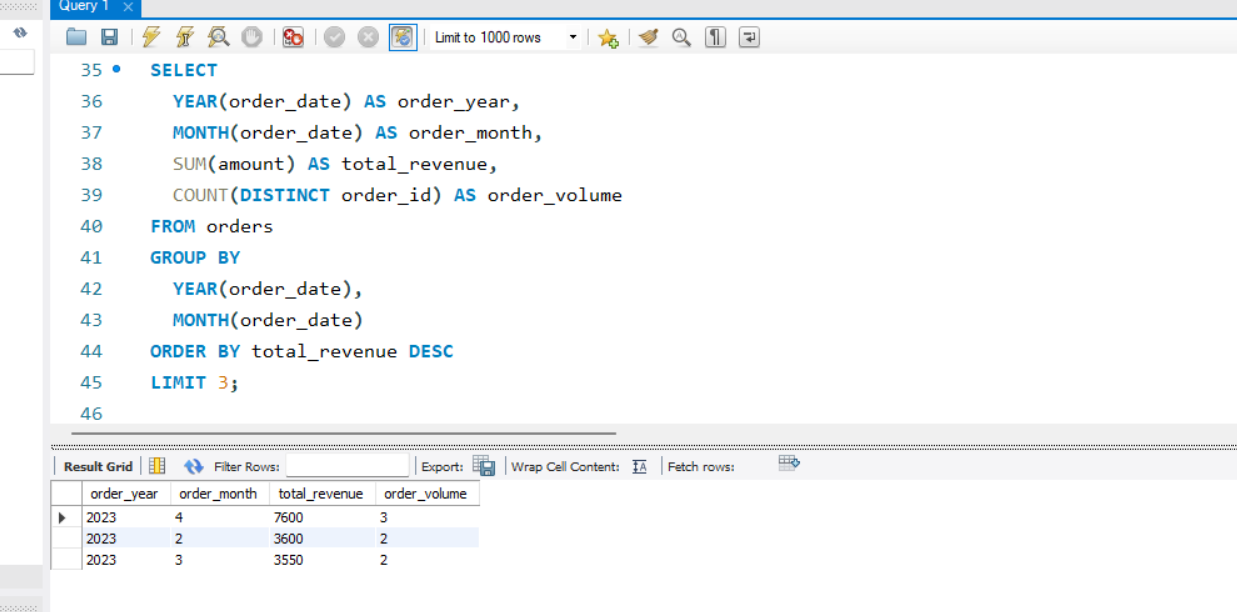 Query 1
Limit to 1000 rows
35 SELECT
36 YEAR(order_date) AS order_year,
37 MONTH(order_date) AS order_month,
38 SUM(amount) AS total_revenue,
39 COUNT(DISTINCT order_id) AS order_volume
40 FROM orders
41 GROUP BY
42 YEAR(order_date),
43 MONTH(order_date)
44 ORDER BY total_revenue DESC
45 LIMIT 3;
46
Result Grid Filter Rows: Export: Wrap Cell Content: Fetch rows:
order_year order_month total_revenue order_volume
2023 4 7600 3
2023 2 3600 2
2023 3 3550 2